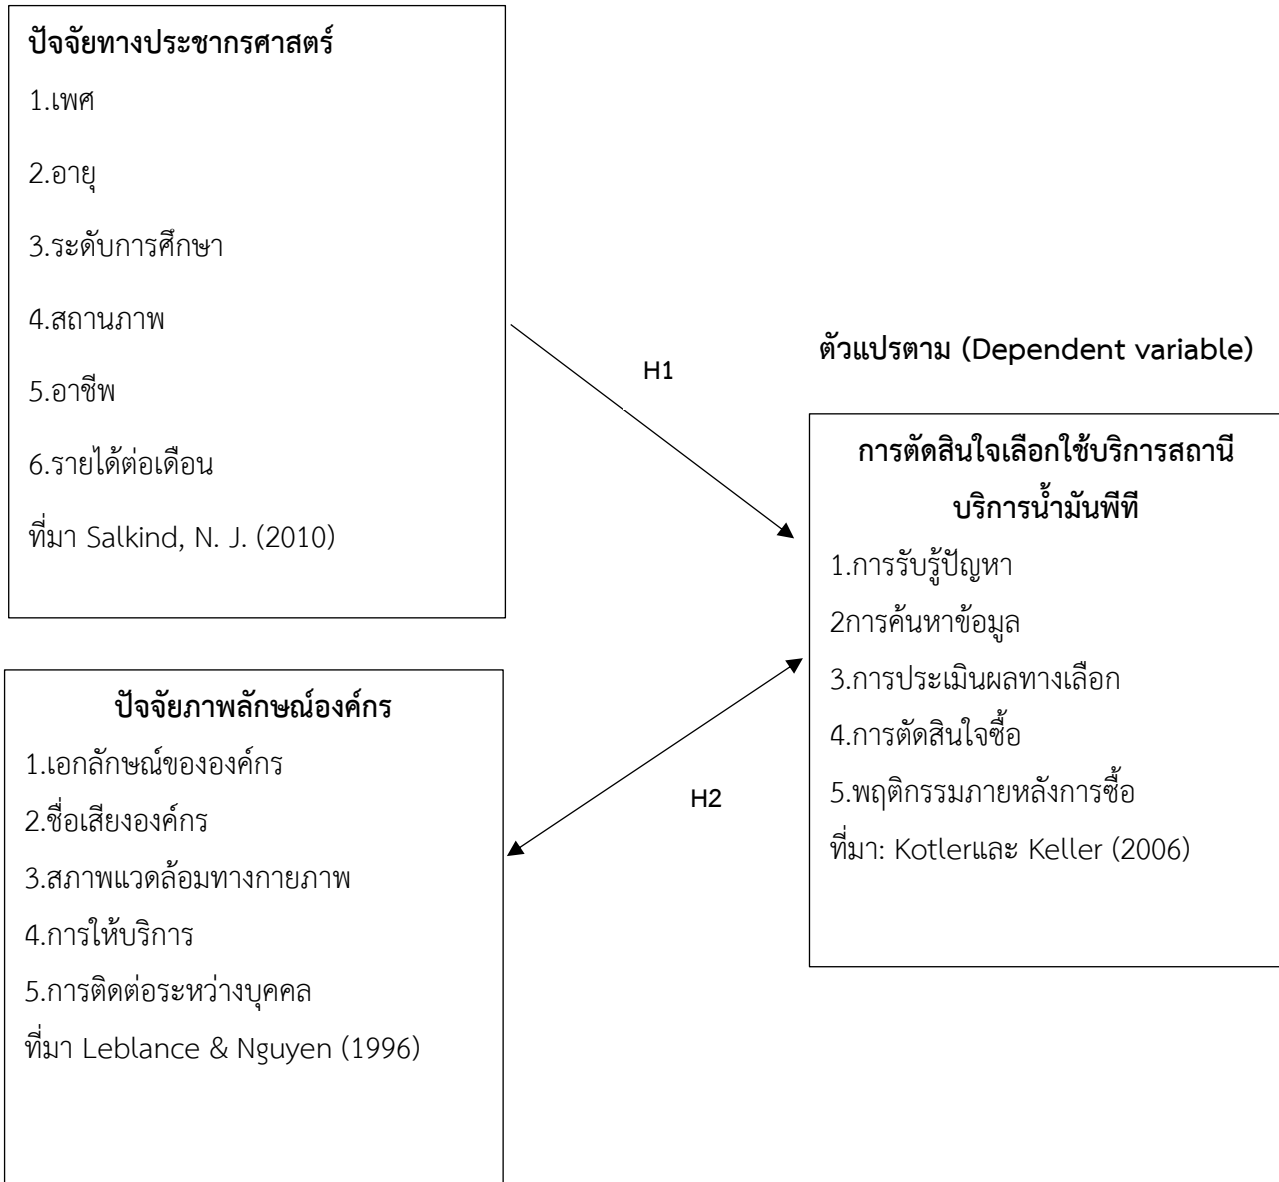 ปัจจัยทางประชากรศาสตร์
1.เพศ
2.อายุ
3.ระดับการศึกษา
4.สถานภาพ
5.อาชีพ
6.รายได้ต่อเดือน
ที่มา Salkind, N. J. (2010)
H1
ตัวแปรตาม (Dependent variable)
การตัดสินใจเลือกใช้บริการสถานี
บริการน้ำมันพีที
1.การรับรู้ปัญหา
2การค้นหาข้อมูล
3.การประเมินผลทางเลือก
4.การตัดสินใจซื้อ
5.พฤติกรรมภายหลังการซื้อ
ที่มา: Kotlerและ Keller (2006)
ปัจจัยภาพลักษณ์องค์กร
1.เอกลักษณ์ขององค์กร
2.ชื่อเสียงองค์กร
3.สภาพแวดล้อมทางกายภาพ
4.การให้บริการ
5.การติดต่อระหว่างบุคคล
ที่มา Leblance & Nguyen (1996)
H2